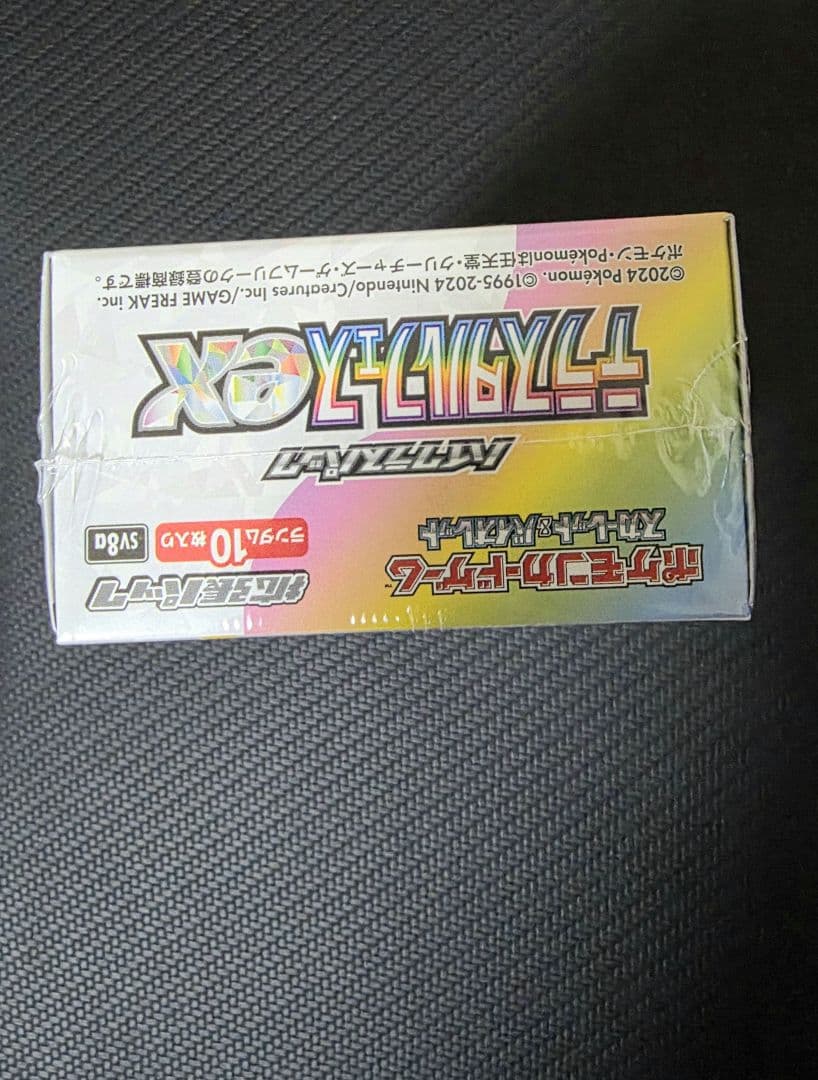 ポケモンカードゲーム™
スカーレット&バイオレット
拡張パック
ランダム10枚入り
SV8a
ハイクラスパック
テラスタルフェスex
©2024 Pokémon. ©1995-2024 Nintendo/Creatures Inc./GAME FREAK inc.
ポケモン・Pokémonは任天堂・クリーチャーズ・ゲームフリークの登録商標です。